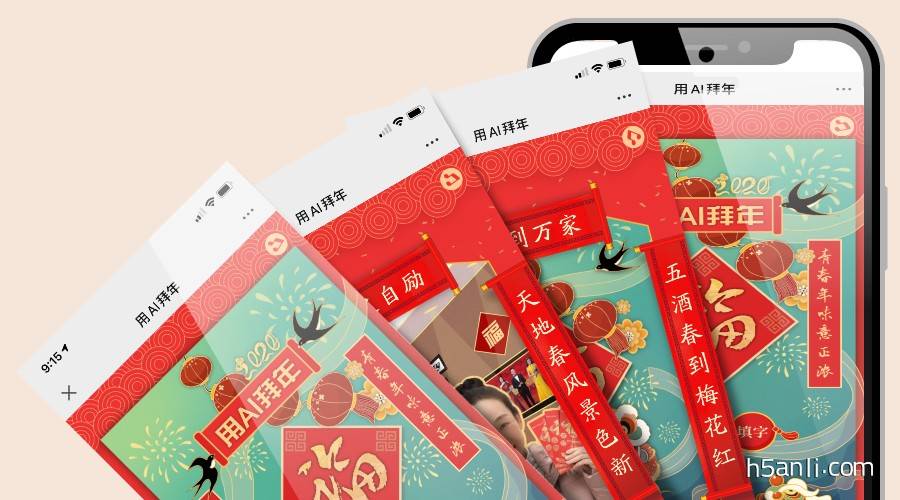 9:15
用AI拜年
2020
用AI拜年
青春年味意正浓
福
用AI拜年
自励
福
天地春风景色新
用AI拜年
到万家
五酒春到梅花红
用AI拜年
2020
AI拜年
青春年味意正浓
福
填字
h5anli.com